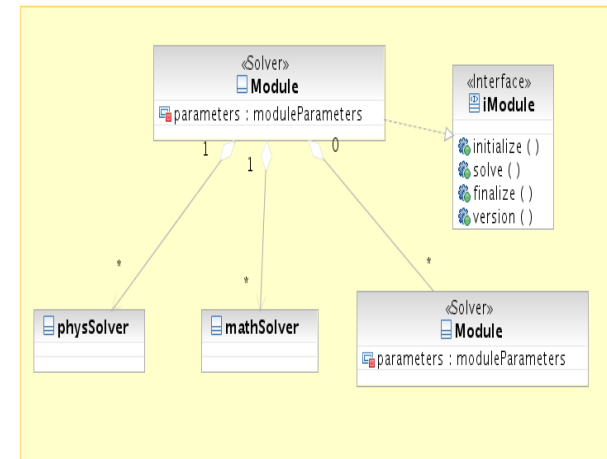 «Solver»
Module
parameters : moduleParameters
«Interface»
iModule
initialize ( )
solve ( )
finalize ( )
version ( )
1
1
0
*
*
*
physSolver
mathSolver
«Solver»
Module
parameters : moduleParameters